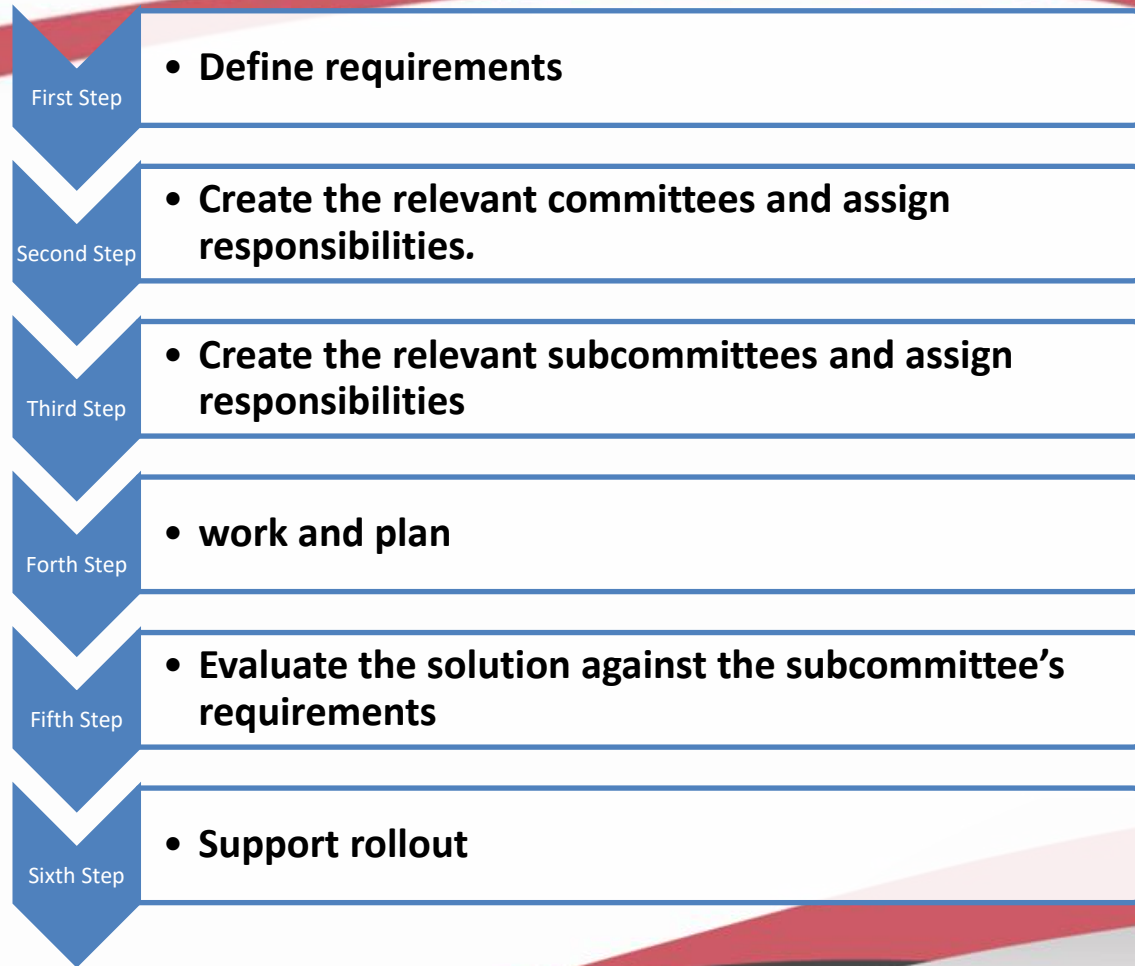 First Step
• Define requirements
Second Step
• Create the relevant committees and assign
responsibilities.
Third Step
• Create the relevant subcommittees and assign
responsibilities
Forth Step
• work and plan
Fifth Step
• Evaluate the solution against the subcommittee’s
requirements
Sixth Step
• Support rollout